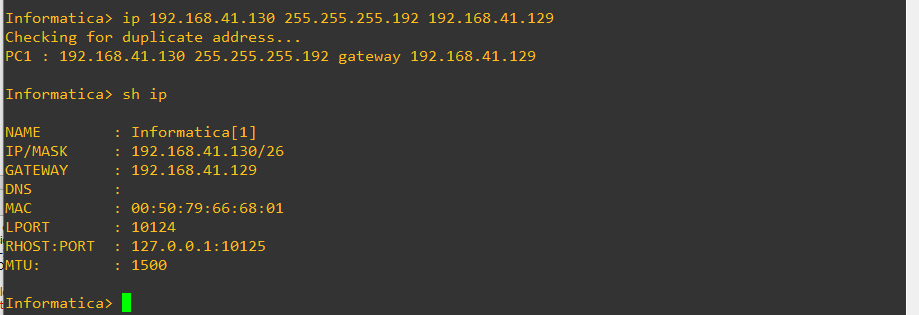 Informatica> ip 192.168.41.130 255.255.255.192 192.168.41.129
Checking for duplicate address...
PC1 : 192.168.41.130 255.255.255.192 gateway 192.168.41.129
Informatica> sh ip
NAME : Informatica[1]
IP/MASK : 192.168.41.130/26
GATEWAY : 192.168.41.129
DNS :
MAC : 00:50:79:66:68:01
LPORT : 10124
RHOST:PORT : 127.0.0.1:10125
MTU: : 1500
Informatica>